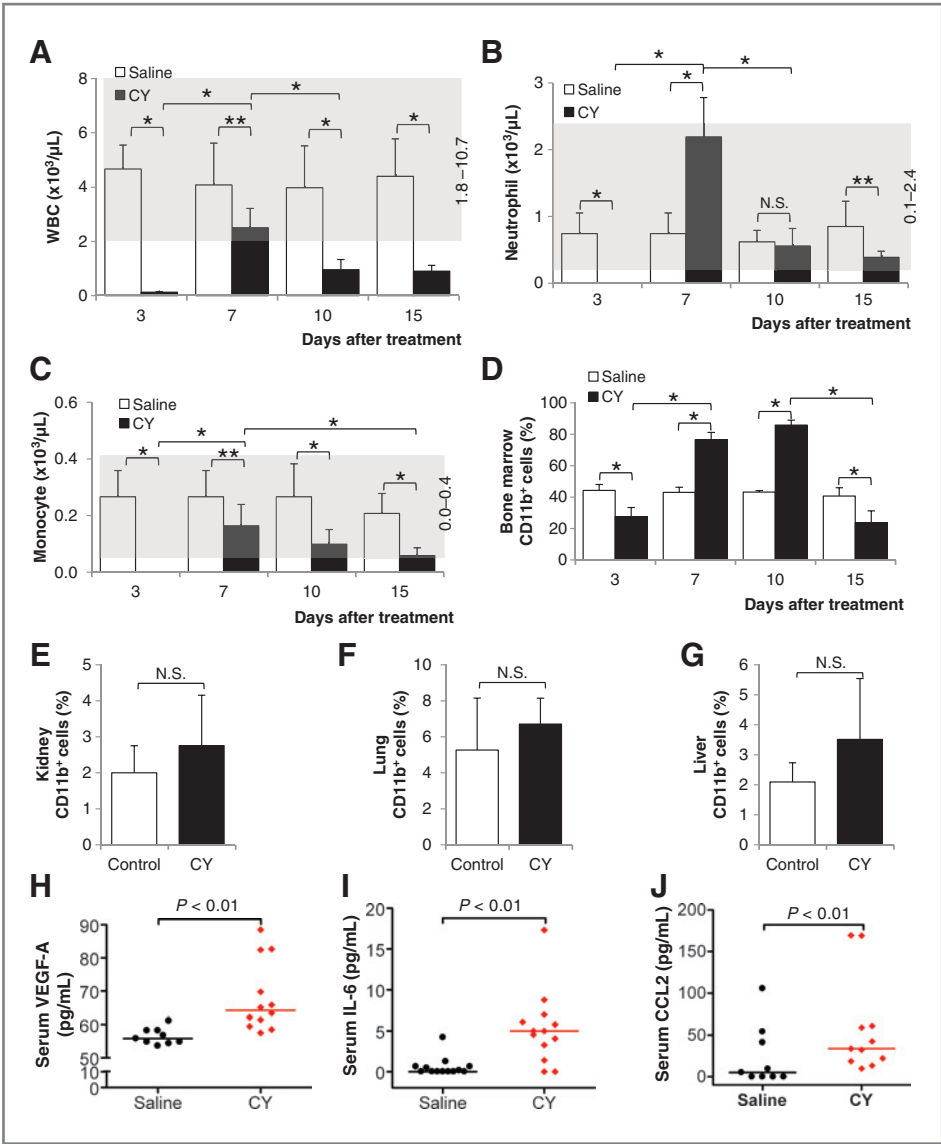 A
Saline
CY
WBC (x10³/µL)
8
6
4
2
0
*
*
*
**
*
*
1.8–10.7
3
7
10
15
Days after treatment
B
Saline
CY
Neutrophil (x10³/µL)
3
2
1
0
*
*
*
*
N.S.
**
0.1–2.4
3
7
10
15
Days after treatment
C
Saline
CY
Monocyte (x10³/µL)
0.6
0.4
0.2
0.0
*
*
*
**
*
*
0.0–0.4
3
7
10
15
Days after treatment
D
Saline
CY
Bone marrow
CD11b⁺ cells (%)
100
80
60
40
20
0
*
*
*
*
*
*
3
7
10
15
Days after treatment
E
Kidney
CD11b⁺ cells (%)
5
4
3
2
1
0
N.S.
Control
CY
F
Lung
CD11b⁺ cells (%)
10
8
6
4
2
0
N.S.
Control
CY
G
Liver
CD11b⁺ cells (%)
6
5
4
3
2
1
0
N.S.
Control
CY
H
Serum VEGF-A
(pg/mL)
90
80
70
60
50
10
0
P < 0.01
Saline
CY
I
Serum IL-6 (pg/mL)
20
15
10
5
0
P < 0.01
Saline
CY
J
Serum CCL2 (pg/mL)
200
150
100
50
0
P < 0.01
Saline
CY